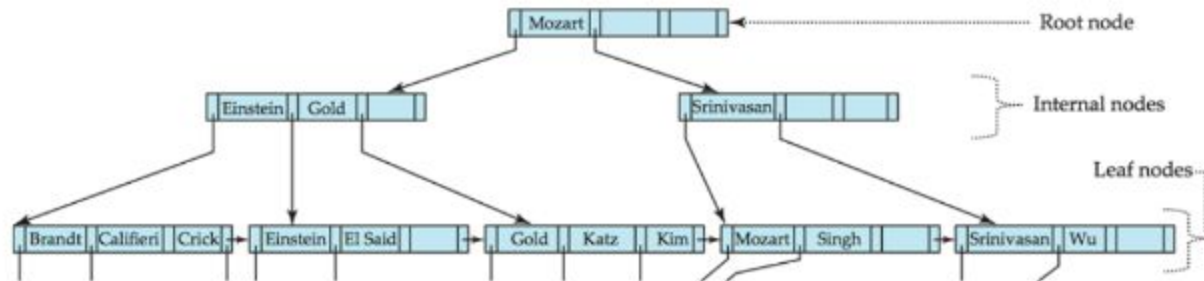 Mozart
Root node
Einstein Gold
Srinivasan
Internal nodes
Leaf nodes
Brandt Califieri Crick Einstein El Said Gold Katz Kim Mozart Singh Srinivasan Wu